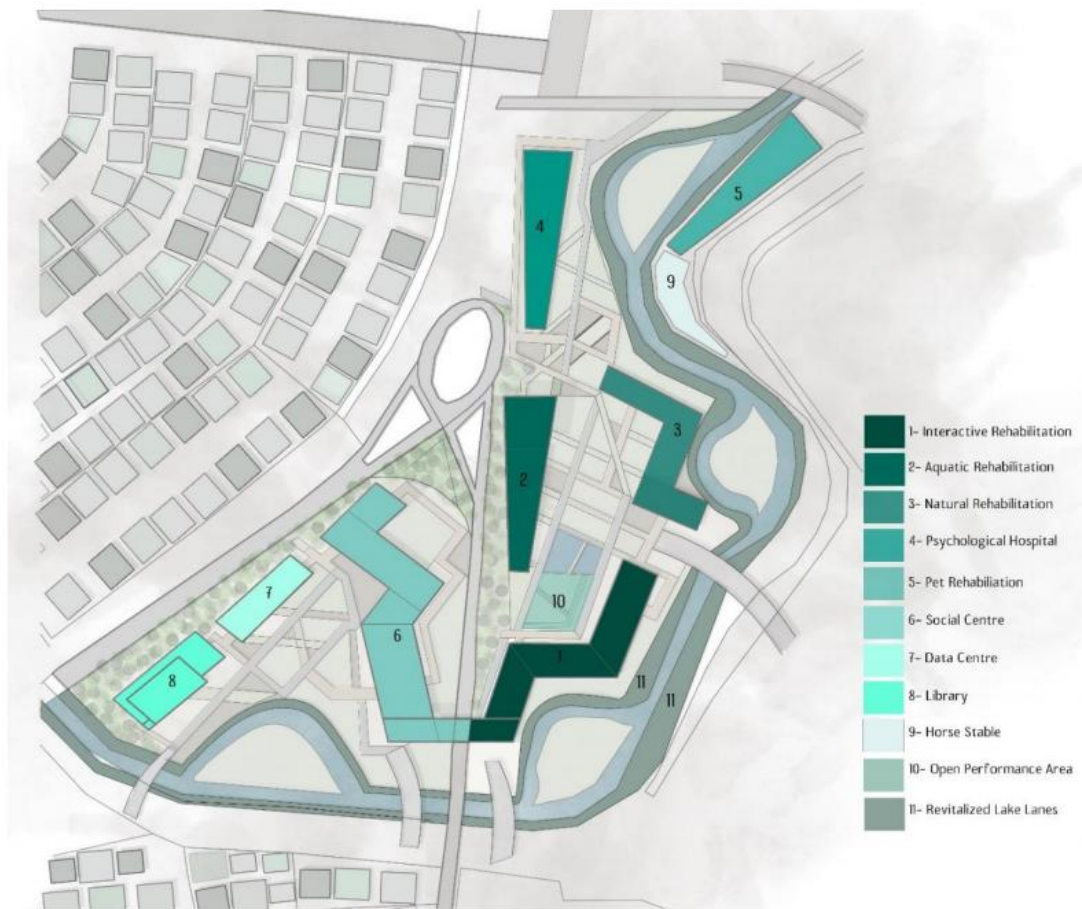 4
5
9
3
2
7
10
6
1
8
11
11
1- Interactive Rehabilitation
2- Aquatic Rehabilitation
3- Natural Rehabilitation
4- Psychological Hospital
5- Pet Rehabiliation
6- Social Centre
7- Data Centre
8- Library
9- Horse Stable
10- Open Performance Area
11- Revitalized Lake Lanes